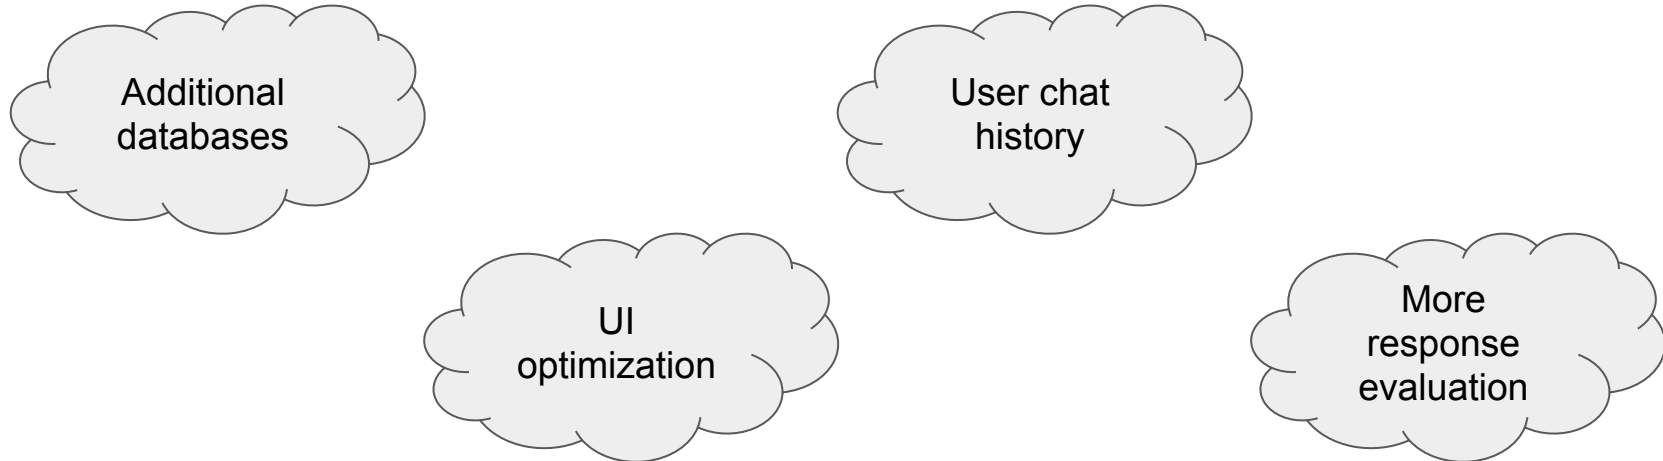 Additional
databases
UI
optimization
User chat
history
More
response
evaluation